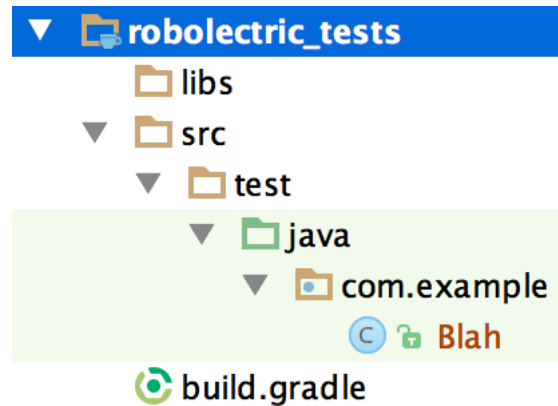 robolectric_tests
libs
src
test
java
com.example
C Blah
build.gradle